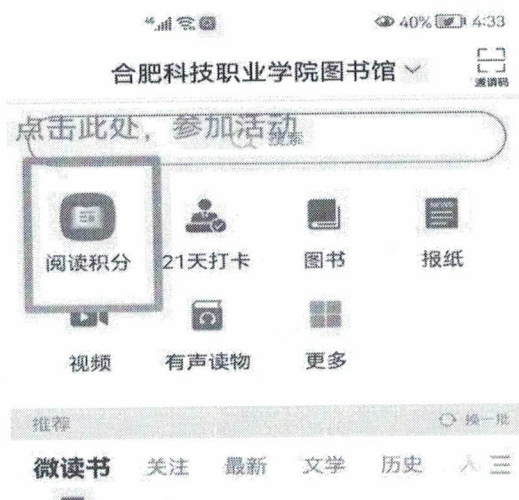 40% 4:33
合肥科技职业学院图书馆
邀请码
点击此处，参加活动
搜索
阅读积分 21天打卡 图书 报纸
视频 有声读物 更多
推荐 换一批
微读书 关注 最新 文学 历史 人